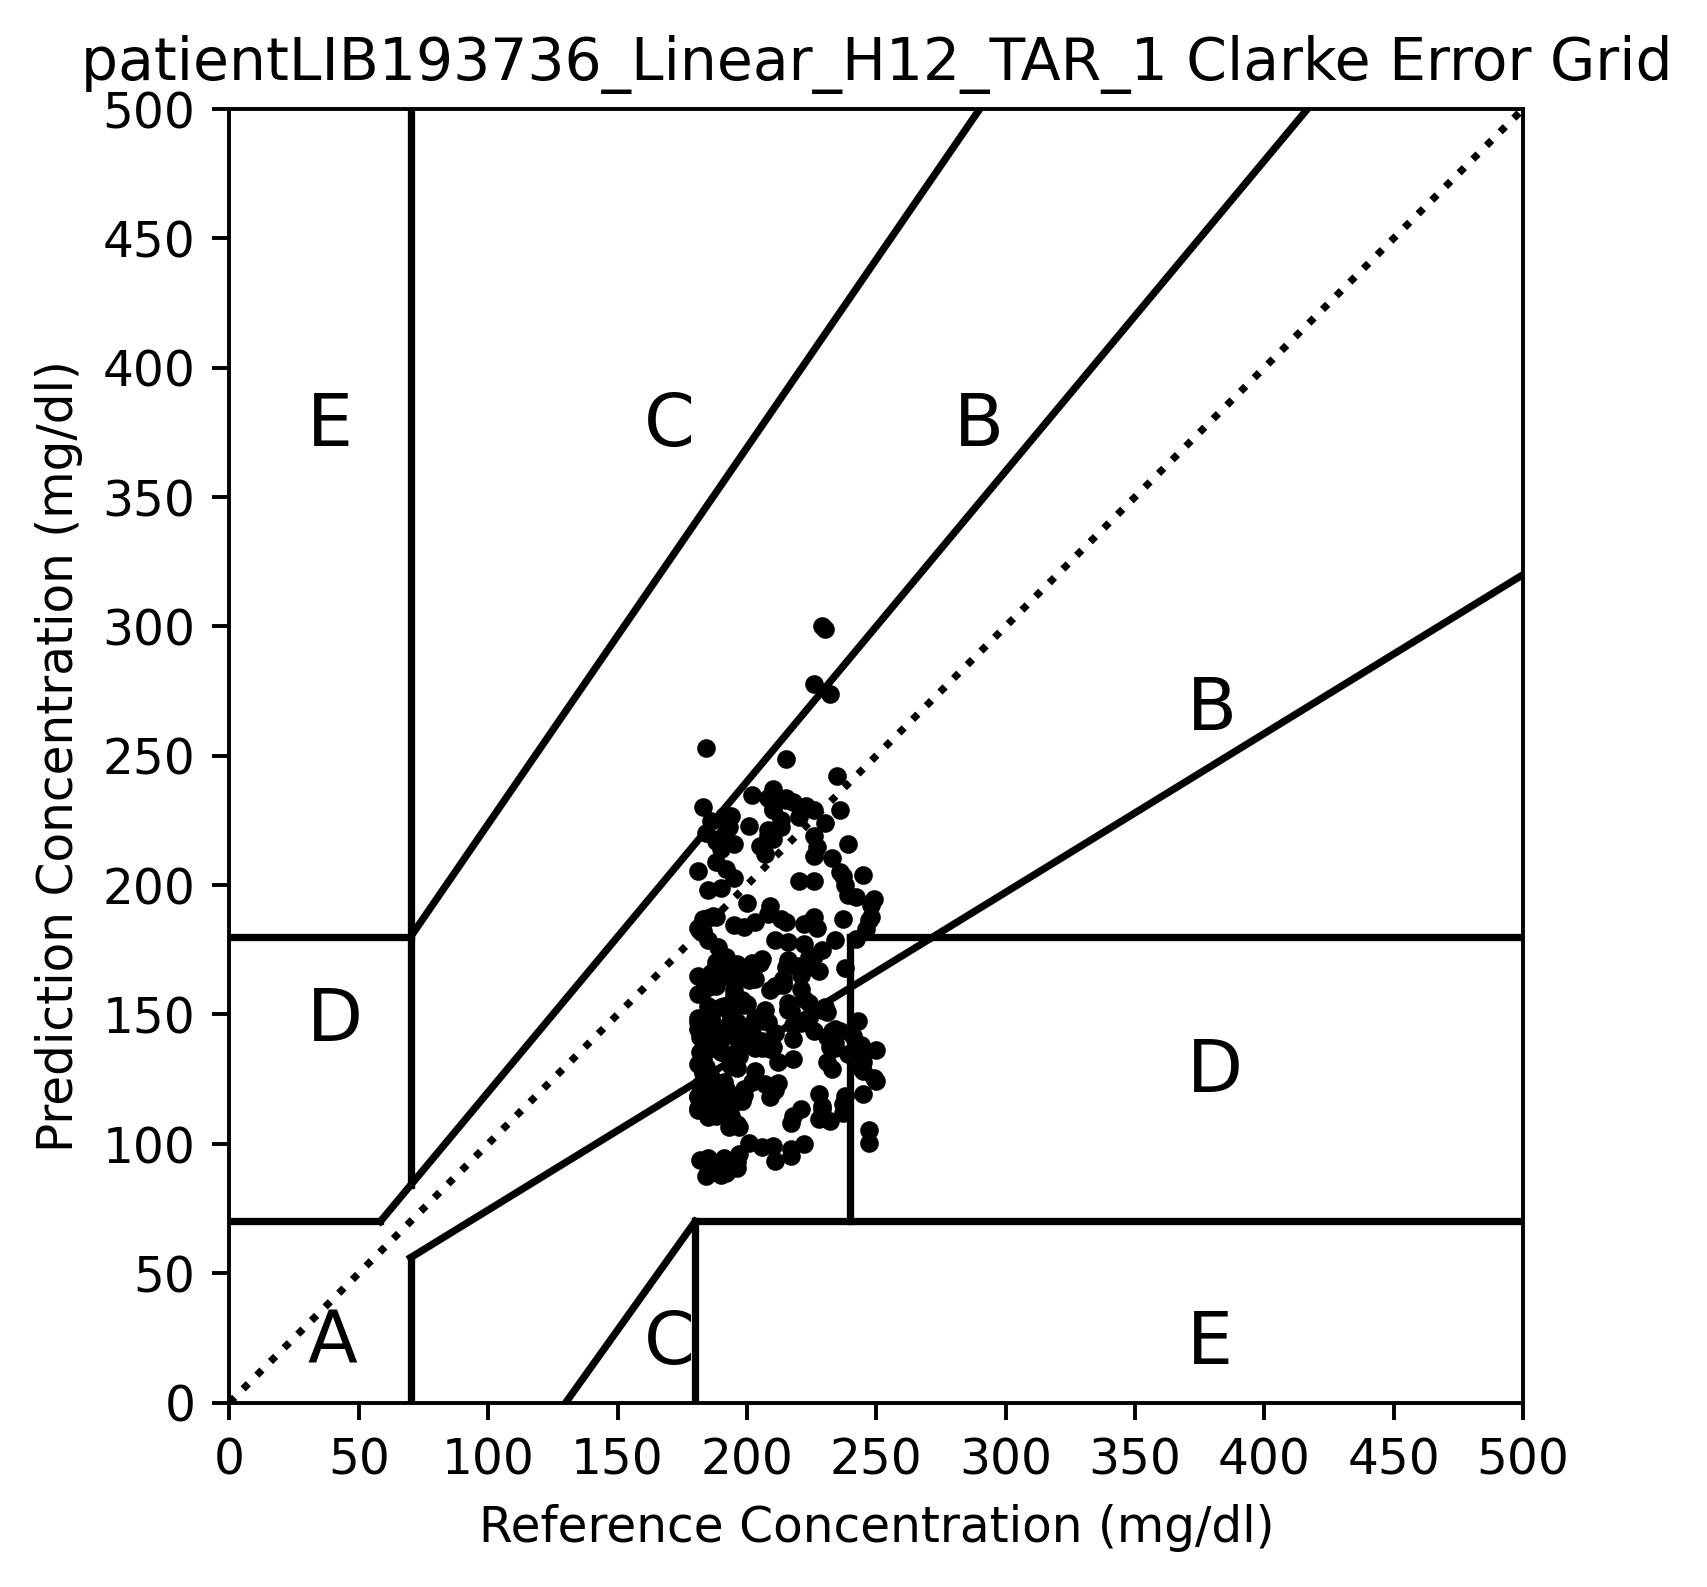 patientLIB193736_Linear_H12_TAR_1 Clarke Error Grid
Prediction Concentration (mg/dl)
500
450
400
350
300
250
200
150
100
50
0
E
C
B
B
D
D
A
C
E
0 50 100 150 200 250 300 350 400 450 500
Reference Concentration (mg/dl)